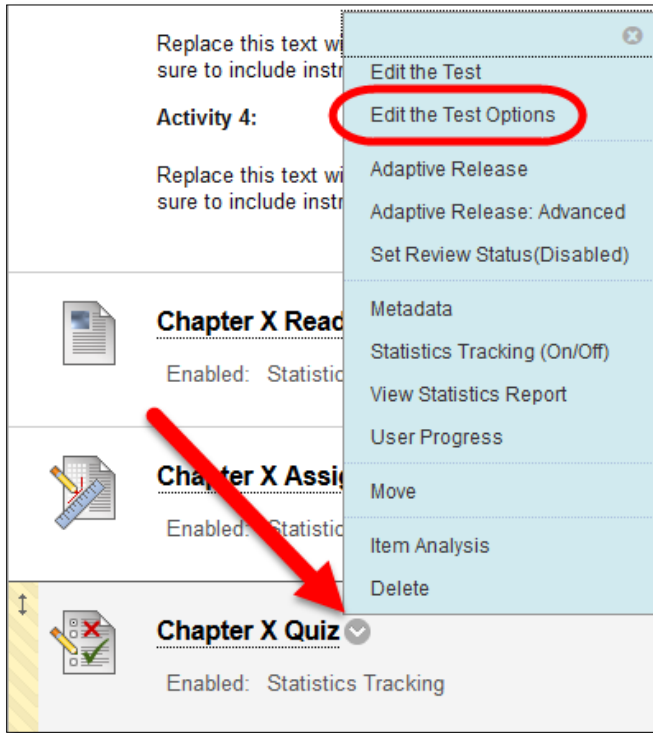 Replace this text wi
sure to include instr
Activity 4:
Replace this text wi
sure to include instr
Edit the Test
Edit the Test Options
Adaptive Release
Adaptive Release: Advanced
Set Review Status(Disabled)
Metadata
Statistics Tracking (On/Off)
View Statistics Report
User Progress
Move
Item Analysis
Delete
Chapter X Read
Enabled: Statistic
Chapter X Assig
Enabled: Statistic
Chapter X Quiz
Enabled: Statistics Tracking